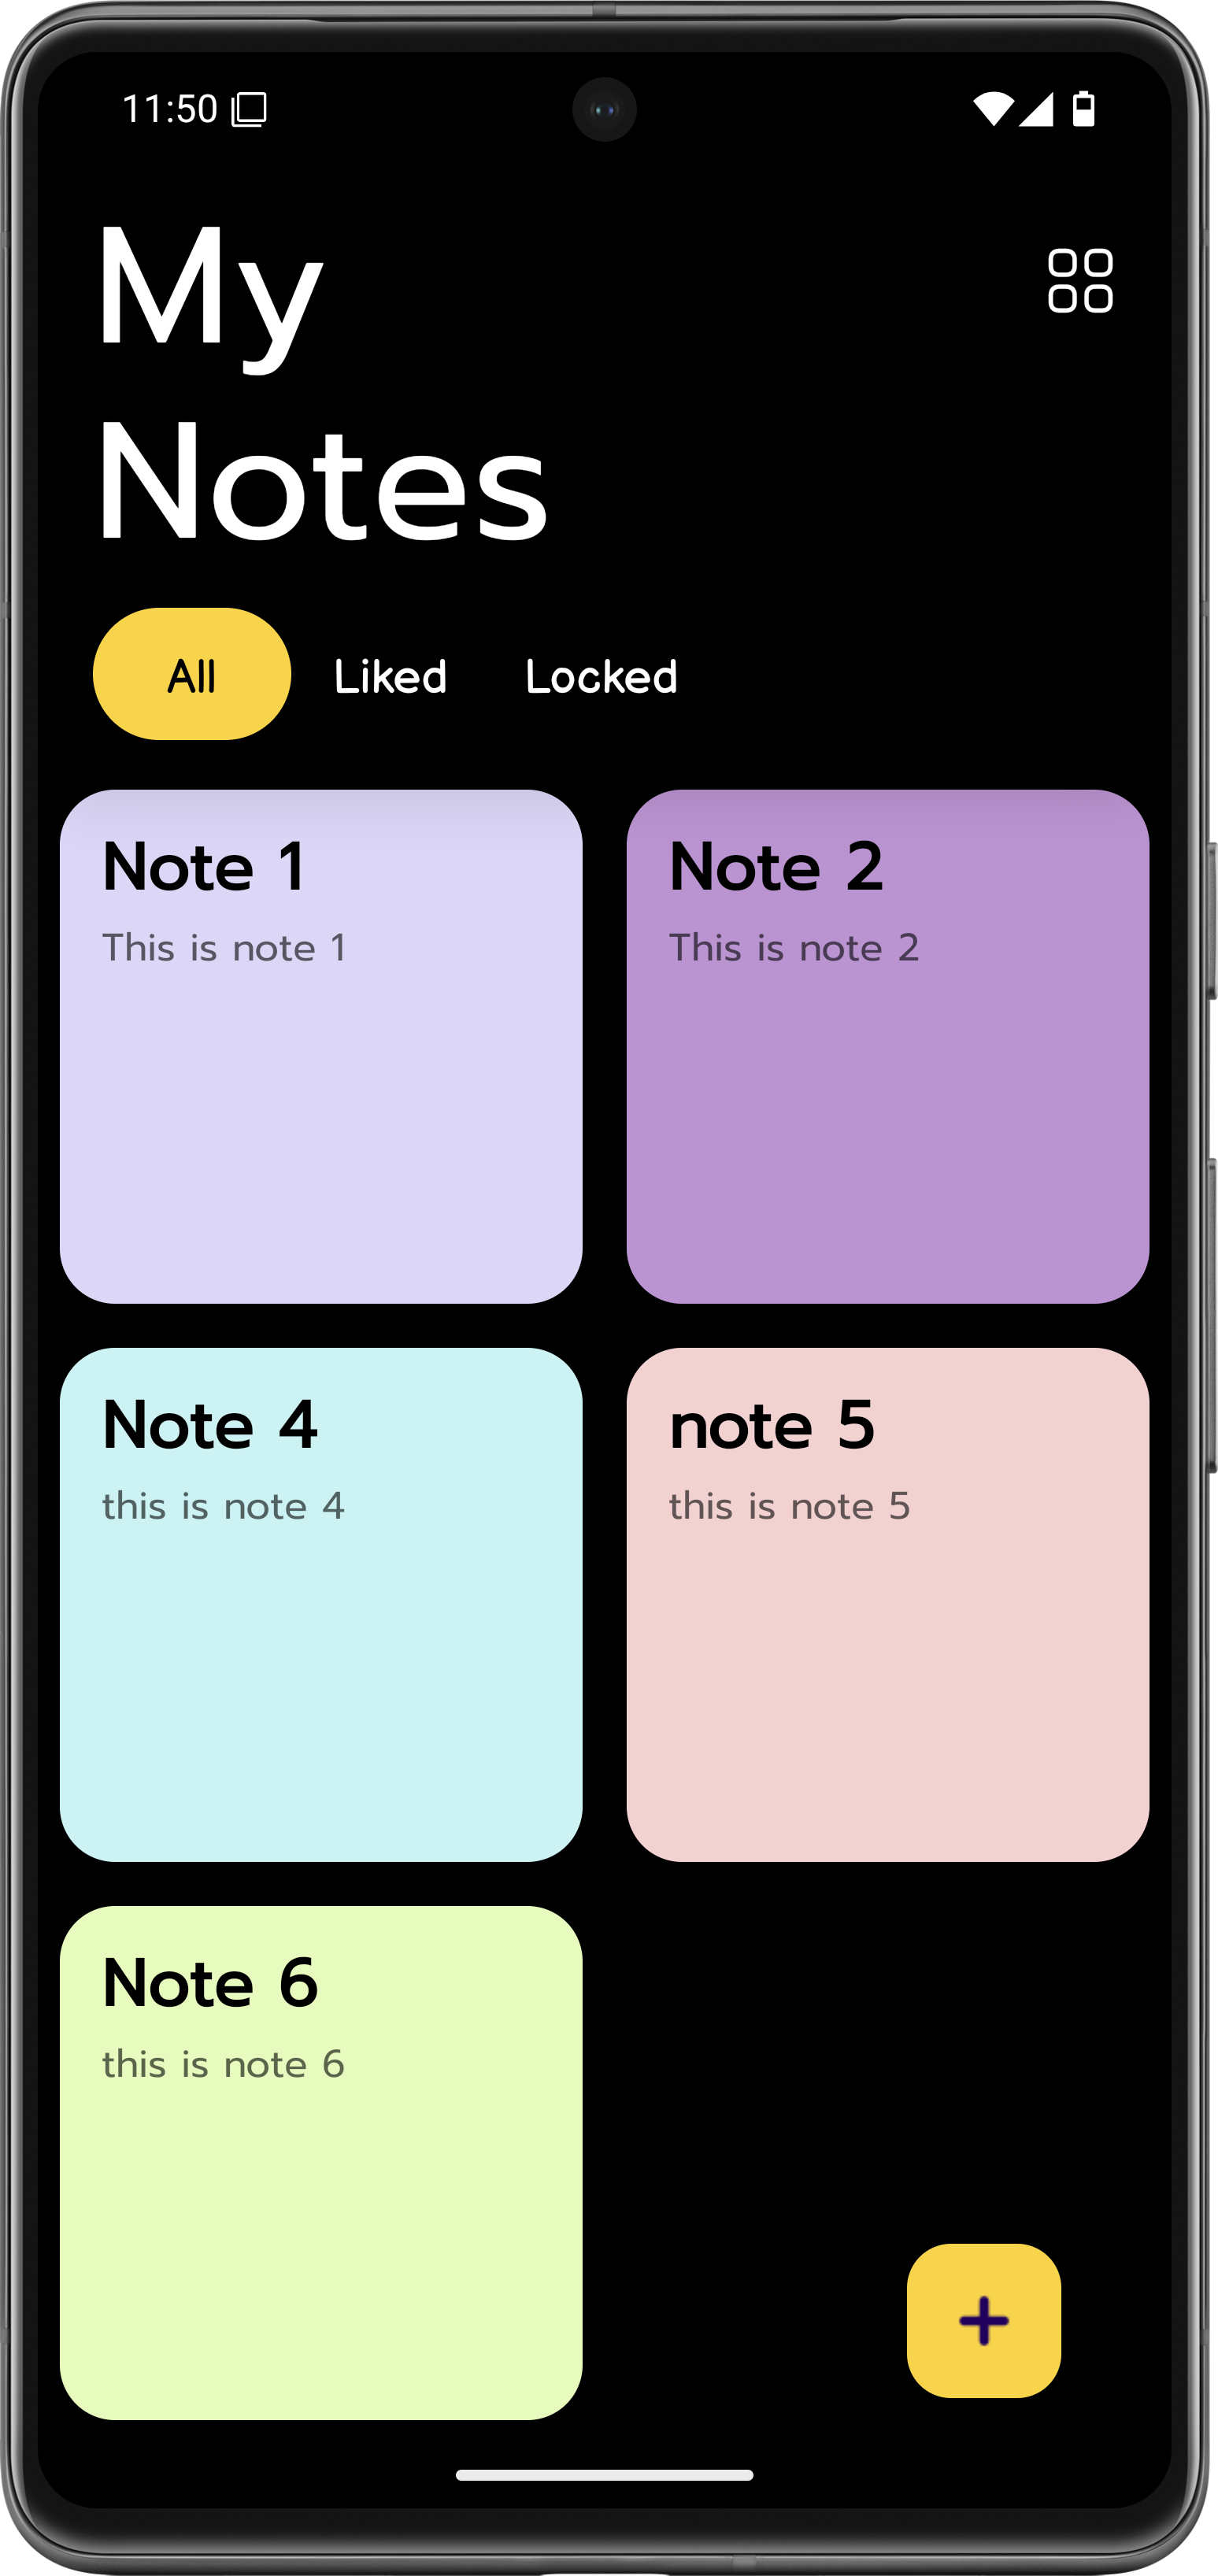 11:50
My
Notes
All Liked Locked
Note 1 Note 2
This is note 1 This is note 2
Note 4 note 5
this is note 4 this is note 5
Note 6
this is note 6